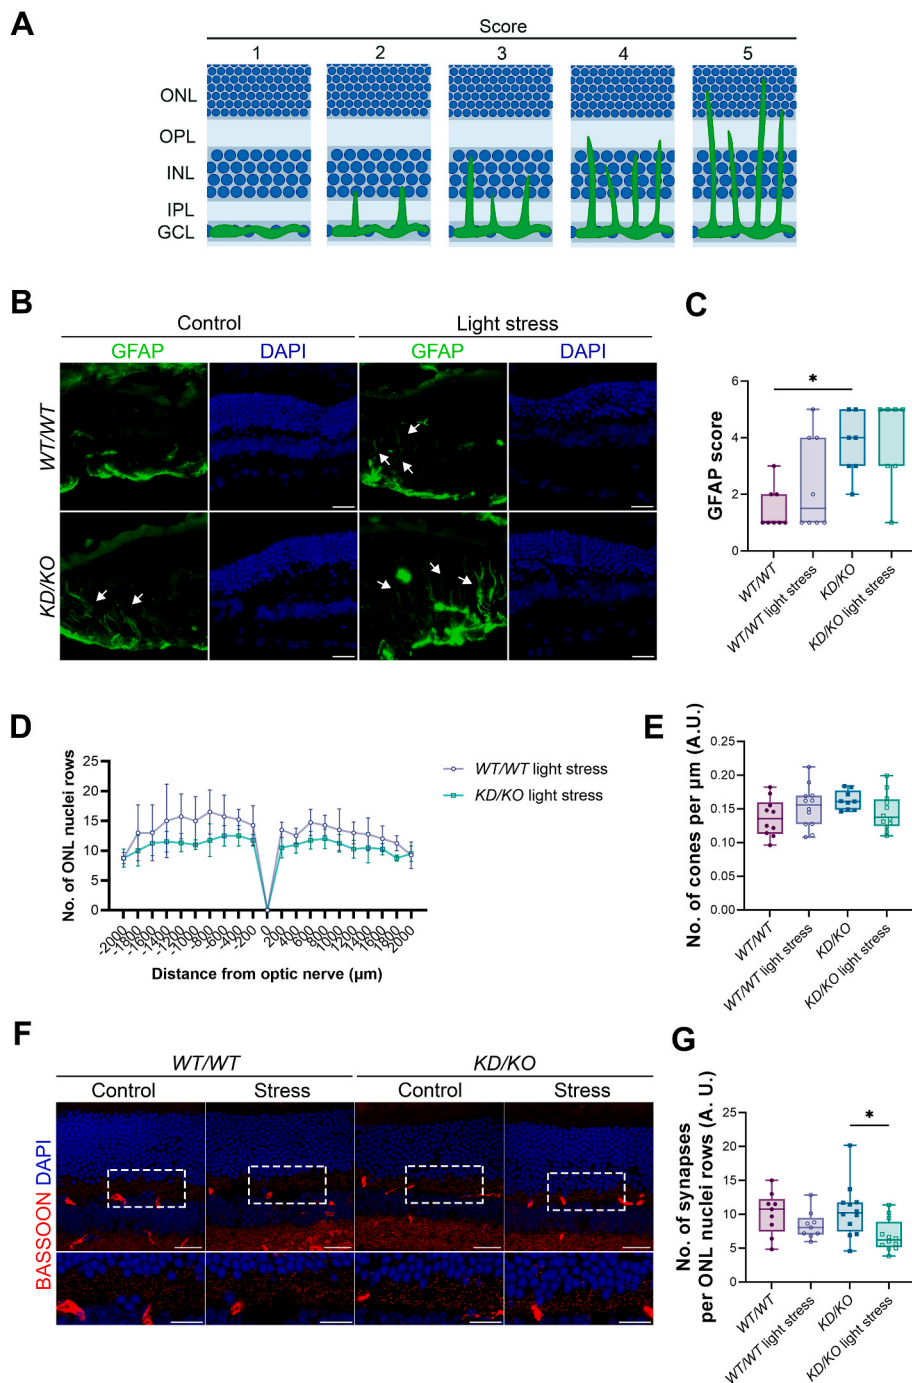 A
Score
1 2 3 4 5
ONL
OPL
INL
IPL
GCL
B
Control Light stress
GFAP DAPI GFAP DAPI
WT/WT
KD/KO
C
GFAP score
6
4
2
0
*
WT/WT
WT/WT light stress
KD/KO
KD/KO light stress
D
No. of ONL nuclei rows
25
20
15
10
5
0
-2000 -1800 -1600 -1400 -1200 -1000 -800 -600 -400 -200 0 200 400 600 800 1000 1200 1400 1600 1800 2000
Distance from optic nerve (µm)
WT/WT light stress
KD/KO light stress
E
No. of cones per µm (A.U.)
0.25
0.20
0.15
0.10
0.05
0.00
WT/WT
WT/WT light stress
KD/KO
KD/KO light stress
F
WT/WT KD/KO
Control Stress Control Stress
BASSOON DAPI
G
No. of synapses
per ONL nuclei rows (A. U.)
25
20
15
10
5
0
*
WT/WT
WT/WT light stress
KD/KO
KD/KO light stress